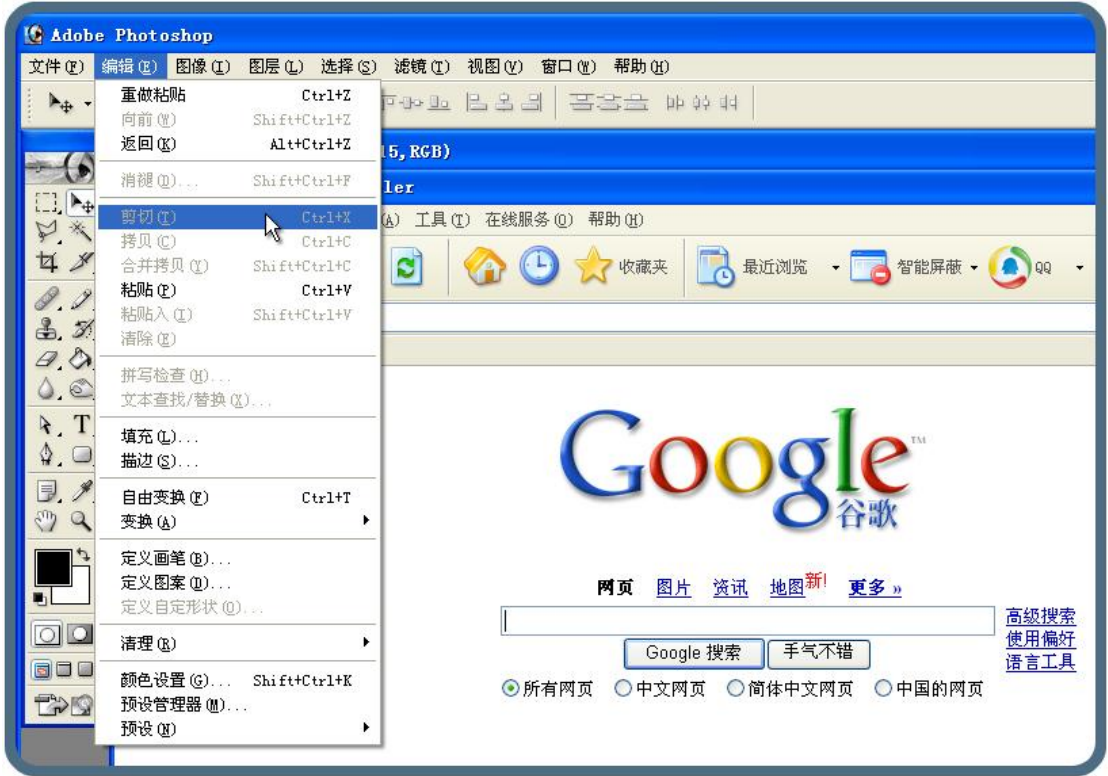 Adobe Photoshop
文件(F) 编辑(E) 图像(I) 图层(L) 选择(S) 滤镜(T) 视图(V) 窗口(W) 帮助(H)
重做粘贴 Ctrl+Z
向前(W) Shift+Ctrl+Z
返回(K) Alt+Ctrl+Z
15,RGB)
消褪(D)... Shift+Ctrl+F
ler
剪切(T) Ctrl+X
(A) 工具(T) 在线服务(O) 帮助(H)
拷贝(C) Ctrl+C
合并拷贝(Y) Shift+Ctrl+C
收藏夹 最近浏览 智能屏蔽 QQ
粘贴(P) Ctrl+V
粘贴入(I) Shift+Ctrl+V
清除(E)
拼写检查(H)...
文本查找/替换(X)...
填充(L)...
描边(S)...
自由变换(F) Ctrl+T
变换(A)
定义画笔(B)...
定义图案(D)...
定义自定形状(O)...
清理(R)
颜色设置(G)... Shift+Ctrl+K
预设管理器(M)...
预设(N)
T
Google TM
谷歌
网页 图片 资讯 地图新! 更多 »
高级搜索
使用偏好
语言工具
Google 搜索 手气不错
所有网页 中文网页 简体中文网页 中国的网页